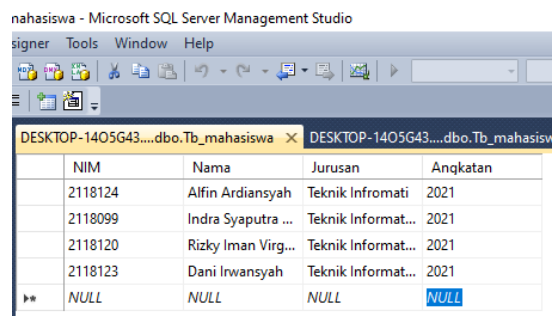 mahasiswa - Microsoft SQL Server Management Studio
signer Tools Window Help
DESKTOP-14O5G43....dbo.Tb_mahasiswa × DESKTOP-14O5G43....dbo.Tb_mahasisw
NIM Nama Jurusan Angkatan
2118124 Alfin Ardiansyah Teknik Infromati 2021
2118099 Indra Syaputra ... Teknik Informat... 2021
2118120 Rizky Iman Virg... Teknik Informat... 2021
2118123 Dani Irwansyah Teknik Informat... 2021
NULL NULL NULL NULL